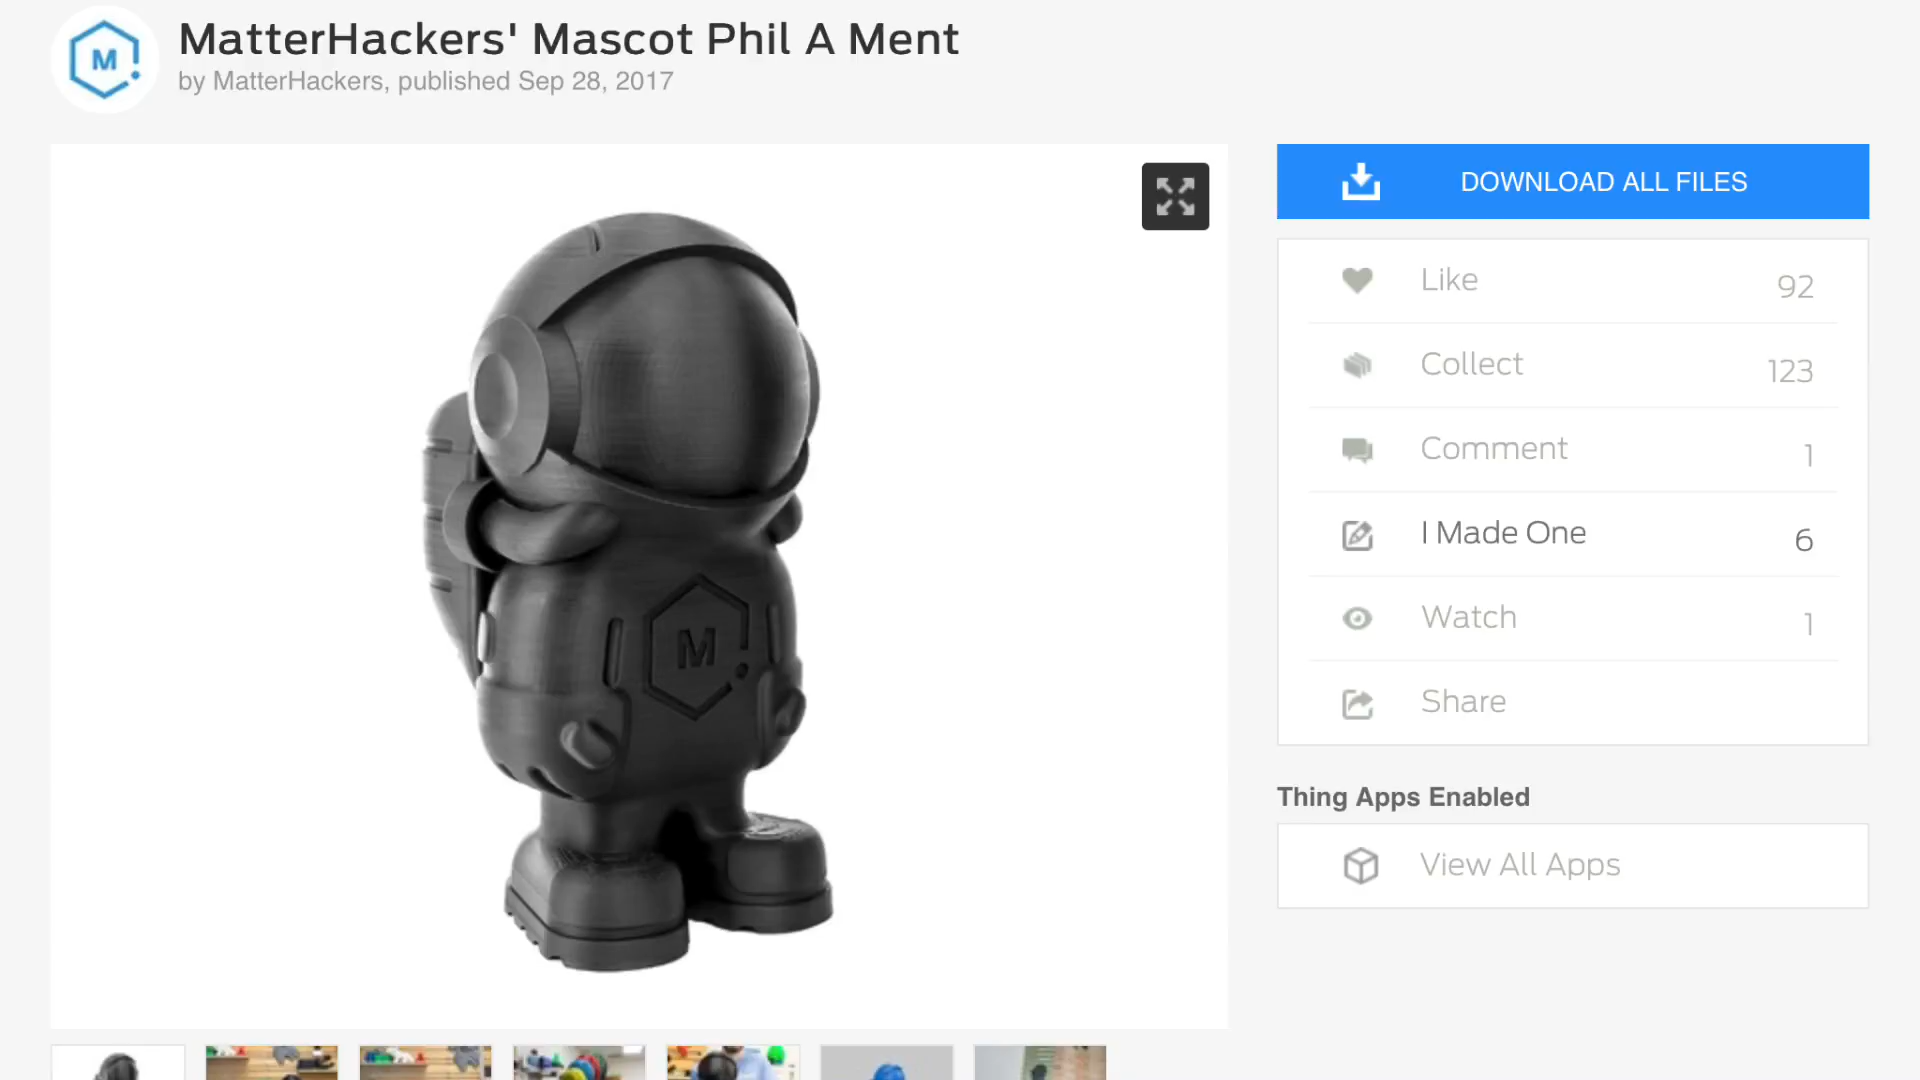 M
MatterHackers' Mascot Phil A Ment
by MatterHackers, published Sep 28, 2017
DOWNLOAD ALL FILES
Like 92
Collect 123
Comment 1
I Made One 6
Watch 1
Share
Thing Apps Enabled
View All Apps
M